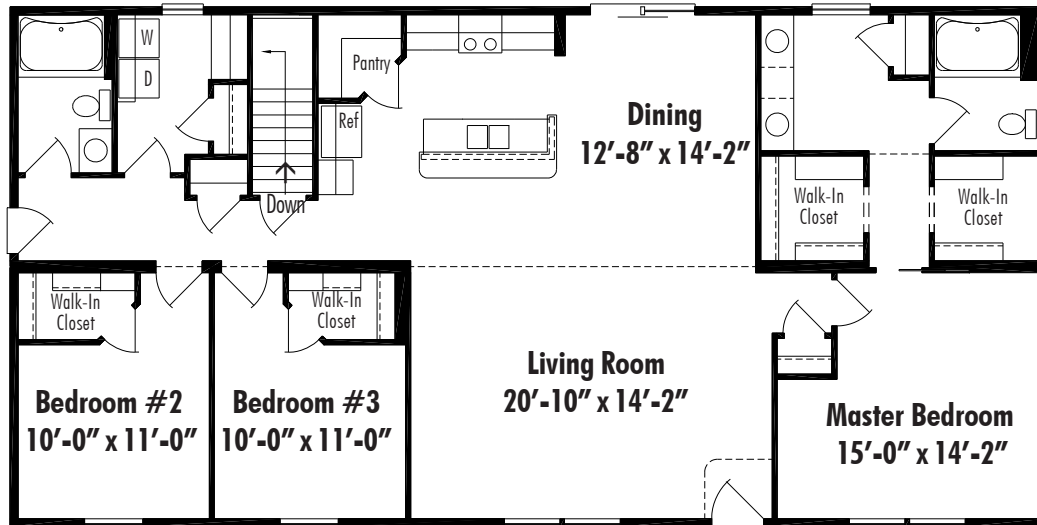 W
D
Pantry
Ref
Down
Dining
12′-8″ x 14′-2″
Walk-In
Closet
Walk-In
Closet
Walk-In
Closet
Walk-In
Closet
Bedroom #2
10′-0″ x 11′-0″
Bedroom #3
10′-0″ x 11′-0″
Living Room
20′-10″ x 14′-2″
Master Bedroom
15′-0″ x 14′-2″